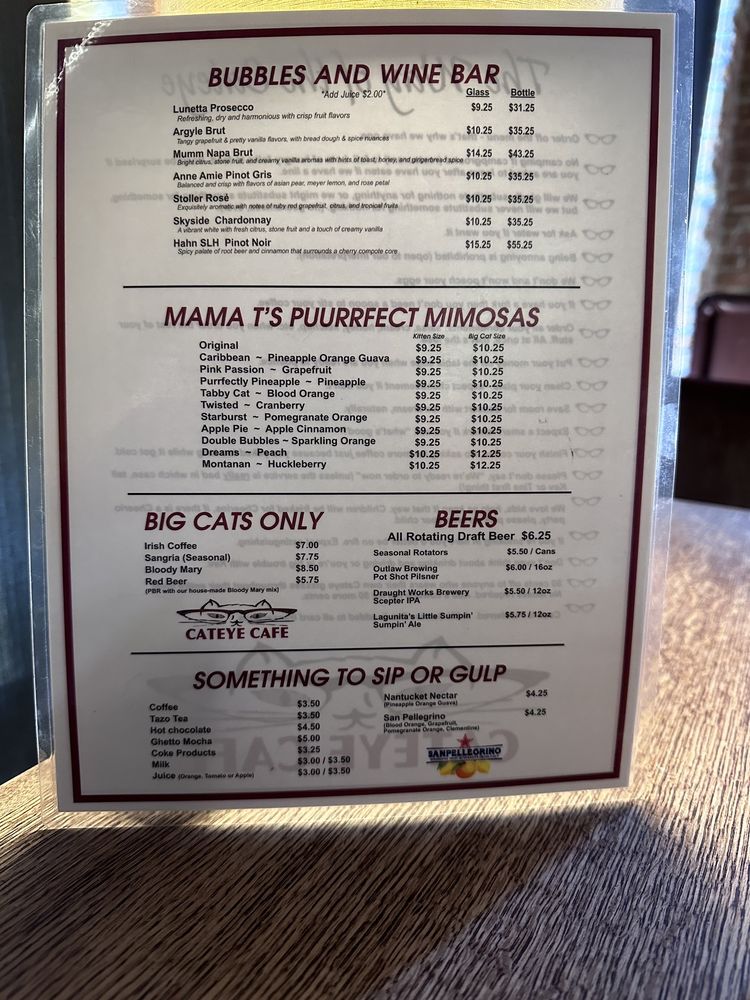 BUBBLES AND WINE BAR
*Add Juice $2.00*
Glass Bottle
Lunetta Prosecco $9.25 $31.25
Refreshing, dry and harmonious with crisp fruit flavors
Argyle Brut $10.25 $35.25
Tangy grapefruit & pretty vanilla flavors, with bread dough & spice nuances
Mumm Napa Brut $14.25 $43.25
Bright citrus, stone fruit, and creamy vanilla aromas with hints of toast, honey, and gingerbread spice
Anne Amie Pinot Gris $10.25 $35.25
Balanced and crisp with flavors of asian pear, meyer lemon, and rose petal
Stoller Rosé $10.25 $35.25
Exquisitely aromatic with notes of ruby red grapefruit, citrus, and tropical fruits
Skyside Chardonnay $10.25 $35.25
A vibrant white with fresh citrus, stone fruit and a touch of creamy vanilla
Hahn SLH Pinot Noir $15.25 $55.25
Spicy palate of root beer and cinnamon that surrounds a cherry compote core
MAMA T'S PUURRFECT MIMOSAS
Kitten Size Big Cat Size
Original $9.25 $10.25
Caribbean ~ Pineapple Orange Guava $9.25 $10.25
Pink Passion ~ Grapefruit $9.25 $10.25
Purrfectly Pineapple ~ Pineapple $9.25 $10.25
Tabby Cat ~ Blood Orange $9.25 $10.25
Twisted ~ Cranberry $9.25 $10.25
Starburst ~ Pomegranate Orange $9.25 $10.25
Apple Pie ~ Apple Cinnamon $9.25 $10.25
Double Bubbles ~ Sparkling Orange $9.25 $10.25
Dreams ~ Peach $10.25 $12.25
Montanan ~ Huckleberry $10.25 $12.25
BIG CATS ONLY
Irish Coffee $7.00
Sangria (Seasonal) $7.75
Bloody Mary $8.50
Red Beer $5.75
(PBR with our house-made Bloody Mary mix)
CATEYE CAFÉ
BEERS
All Rotating Draft Beer $6.25
Seasonal Rotators $5.50 / Cans
Outlaw Brewing $6.00 / 16oz
Pot Shot Pilsner
Draught Works Brewery $5.50 / 12oz
Scepter IPA
Lagunita's Little Sumpin' $5.75 / 12oz
Sumpin' Ale
SOMETHING TO SIP OR GULP
Coffee $3.50
Tazo Tea $3.50
Hot chocolate $4.50
Ghetto Mocha $5.00
Coke Products $3.25
Milk $3.00 / $3.50
Juice (Orange, Tomato or Apple) $3.00 / $3.50
Nantucket Nectar $4.25
(Pineapple Orange Guava)
San Pellegrino $4.25
(Blood Orange, Grapefruit,
Pomegranate Orange, Clementine)
SANPELLEGRINO